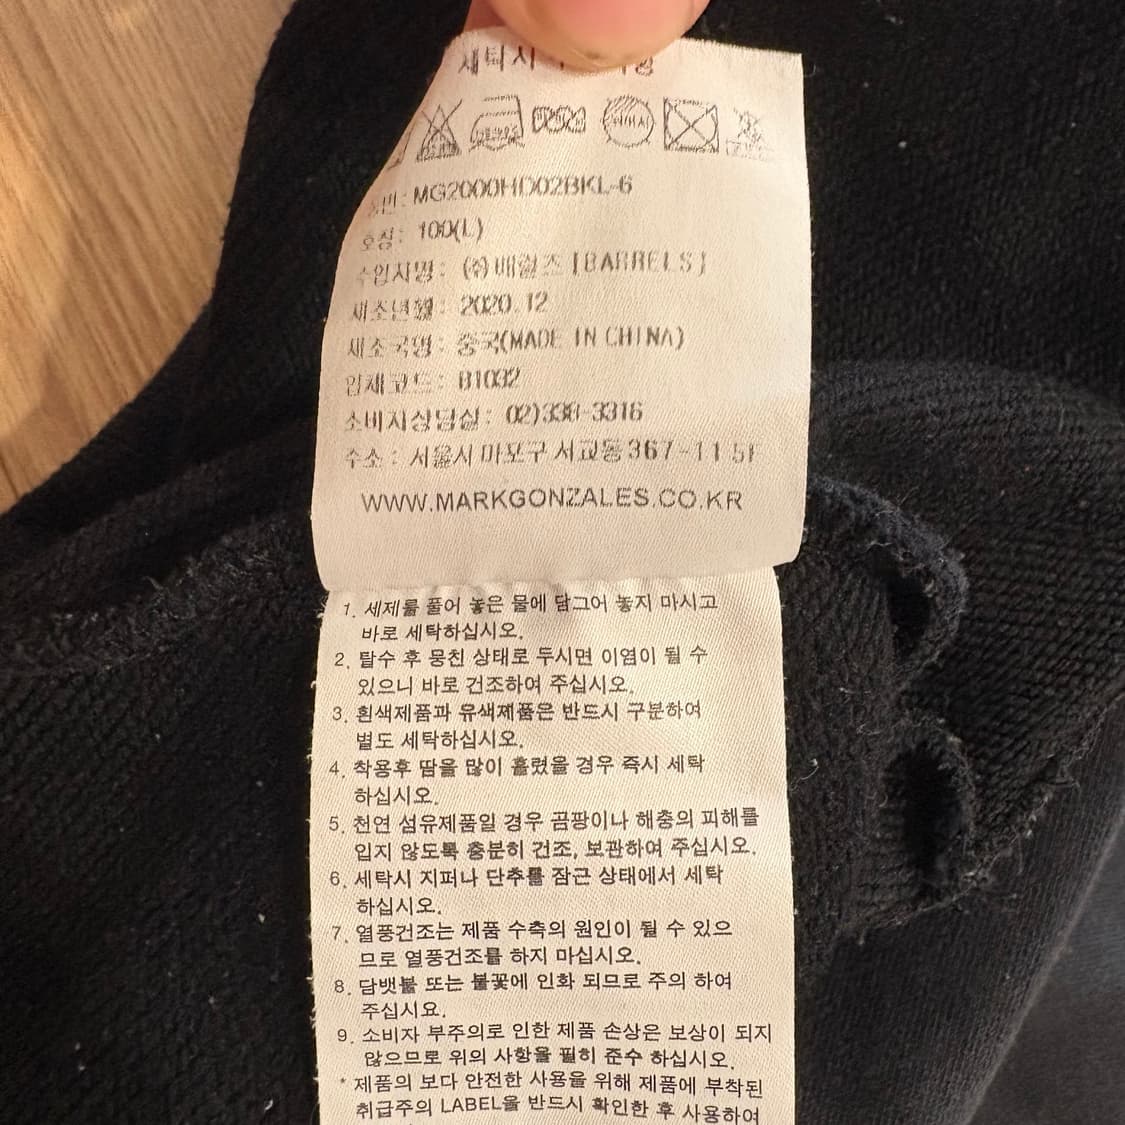 MG2000HD02BKL-6
호칭: 100(L)
수입자명: (주)배럴즈 [BARRELS]
제조년월: 2020.12
제조국명: 중국(MADE IN CHINA)
업체코드: B1032
소비자상담실: 02)338-3316
주소: 서울시 마포구 서교동 367-11 5F
WWW.MARKGONZALES.CO.KR
1. 세제를 풀어 놓은 물에 담그어 놓지 마시고
바로 세탁하십시오.
2. 탈수 후 뭉친 상태로 두시면 이염이 될 수
있으니 바로 건조하여 주십시오.
3. 흰색제품과 유색제품은 반드시 구분하여
별도 세탁하십시오.
4. 착용후 땀을 많이 흘렸을 경우 즉시 세탁
하십시오.
5. 천연 섬유제품일 경우 곰팡이나 해충의 피해를
입지 않도록 충분히 건조, 보관하여 주십시오.
6. 세탁시 지퍼나 단추를 잠근 상태에서 세탁
하십시오.
7. 열풍건조는 제품 수축의 원인이 될 수 있으
므로 열풍건조를 하지 마십시오.
8. 담뱃불 또는 불꽃에 인화 되므로 주의 하여
주십시요.
9. 소비자 부주의로 인한 제품 손상은 보상이 되지
않으므로 위의 사항을 필히 준수 하십시오.
* 제품의 보다 안전한 사용을 위해 제품에 부착된
취급주의 LABEL을 반드시 확인한 후 사용하여